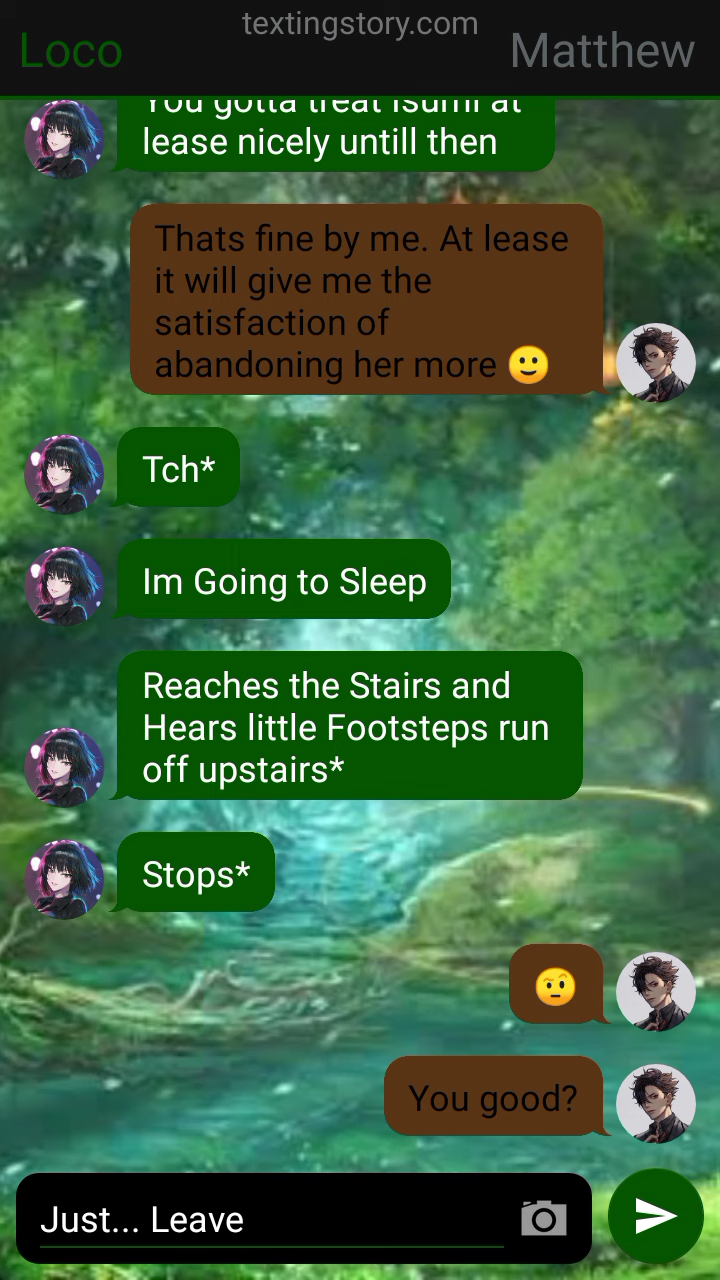 textingstory.com
Loco
Matthew
You gotta treat Isumi at
lease nicely untill then
Thats fine by me. At lease
it will give me the
satisfaction of
abandoning her more 🙂
Tch*
Im Going to Sleep
Reaches the Stairs and
Hears little Footsteps run
off upstairs*
Stops*
🤨
You good?
Just... Leave